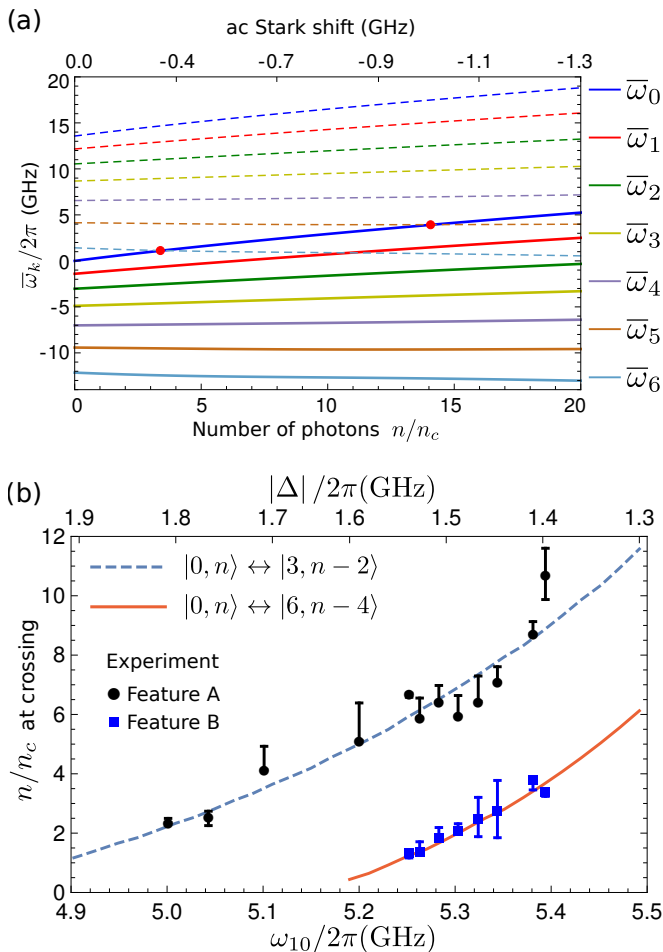 (a)
ac Stark shift (GHz)
0.0 -0.4 -0.7 -0.9 -1.1 -1.3
20
15
10
5
0
-5
-10
ω̅ₖ/2π (GHz)
ω̅₀
ω̅₁
ω̅₂
ω̅₃
ω̅₄
ω̅₅
ω̅₆
0 5 10 15 20
Number of photons n/n_c
(b)
|Δ|/2π(GHz)
1.9 1.8 1.7 1.6 1.5 1.4 1.3
12
10
8
6
4
2
0
n/n_c at crossing
|0, n⟩ ↔ |3, n − 2⟩
|0, n⟩ ↔ |6, n − 4⟩
Experiment
Feature A
Feature B
4.9 5.0 5.1 5.2 5.3 5.4 5.5
ω₁₀/2π(GHz)